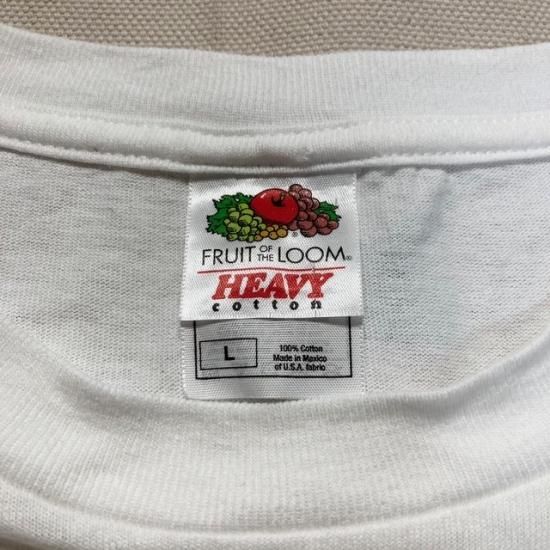 FRUIT OF THE LOOM®
HEAVY
cotton
L
100% Cotton
Made in Mexico
of U.S.A. fabric